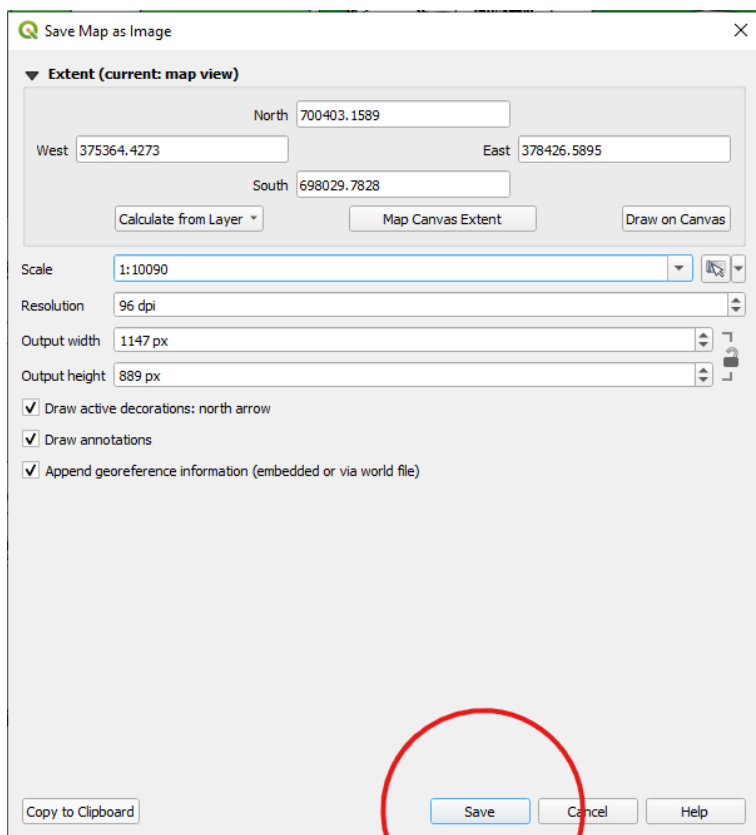 Save Map as Image
Extent (current: map view)
North 700403.1589
West 375364.4273 East 378426.5895
South 698029.7828
Calculate from Layer Map Canvas Extent Draw on Canvas
Scale 1:10090
Resolution 96 dpi
Output width 1147 px
Output height 889 px
Draw active decorations: north arrow
Draw annotations
Append georeference information (embedded or via world file)
Copy to Clipboard Save Cancel Help